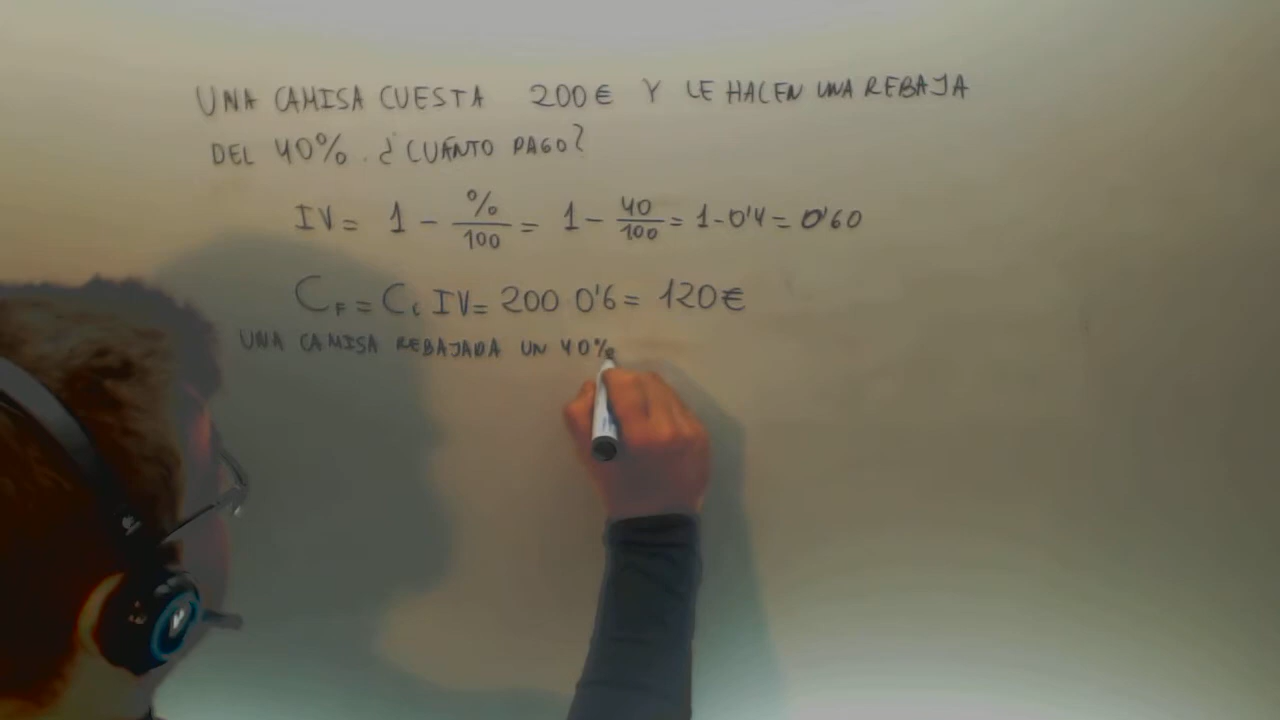 UNA CAMISA CUESTA 200€ Y LE HACEN UNA REBAJA
DEL 40%. ¿CUÁNTO PAGO?
IV = 1 - %/100 = 1 - 40/100 = 1-0'4 = 0'60
CF = Ci IV = 200 0'6 = 120€
UNA CAMISA REBAJADA UN 40%